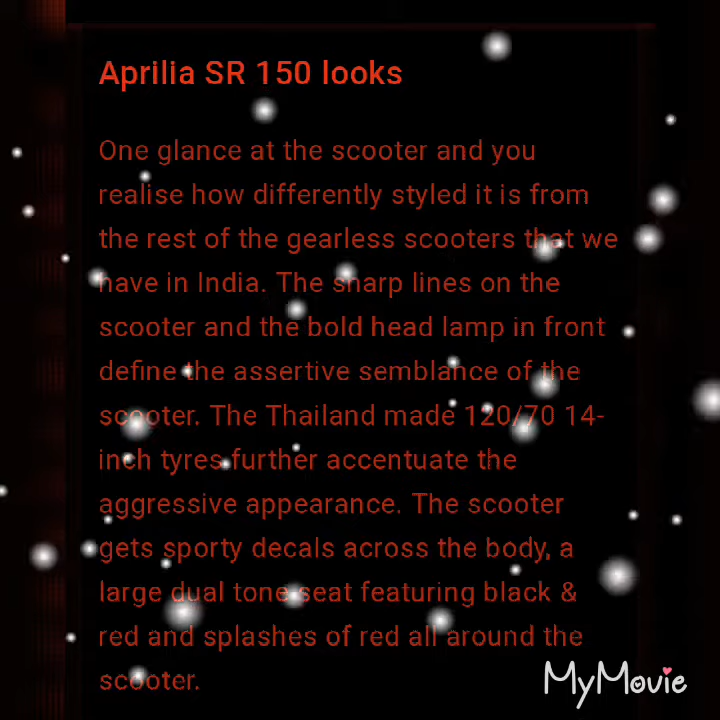 Aprilia SR 150 looks
One glance at the scooter and you
realise how differently styled it is from
the rest of the gearless scooters that we
have in India. The sharp lines on the
scooter and the bold head lamp in front
define the assertive semblance of the
scooter. The Thailand made 120/70 14-
inch tyres further accentuate the
aggressive appearance. The scooter
gets sporty decals across the body, a
large dual tone seat featuring black &
red and splashes of red all around the
scooter.
MyMovie